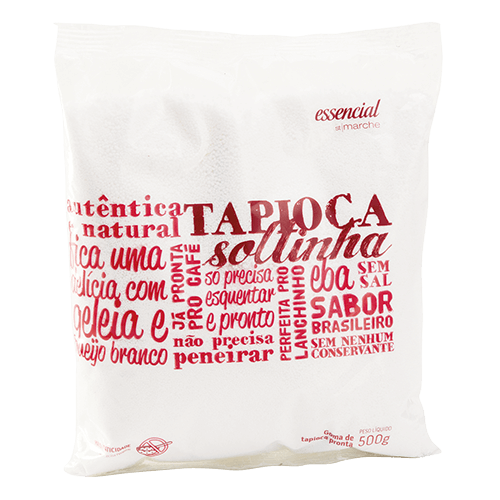 essencial
st marche
autêntica
natural
fica uma
delícia com
geleia e
queijo branco
JÁ PRONTA
PRO CAFÉ
TAPIOCA
soltinha
so precisa
esquentar
e pronto
não precisa
peneirar
PERFEITA PRO
LANCHINHO
eba
SEM
SAL
SABOR
BRASILEIRO
SEM NENHUM
CONSERVANTE
Goma de
tapioca pronta
PESO LÍQUIDO
500g